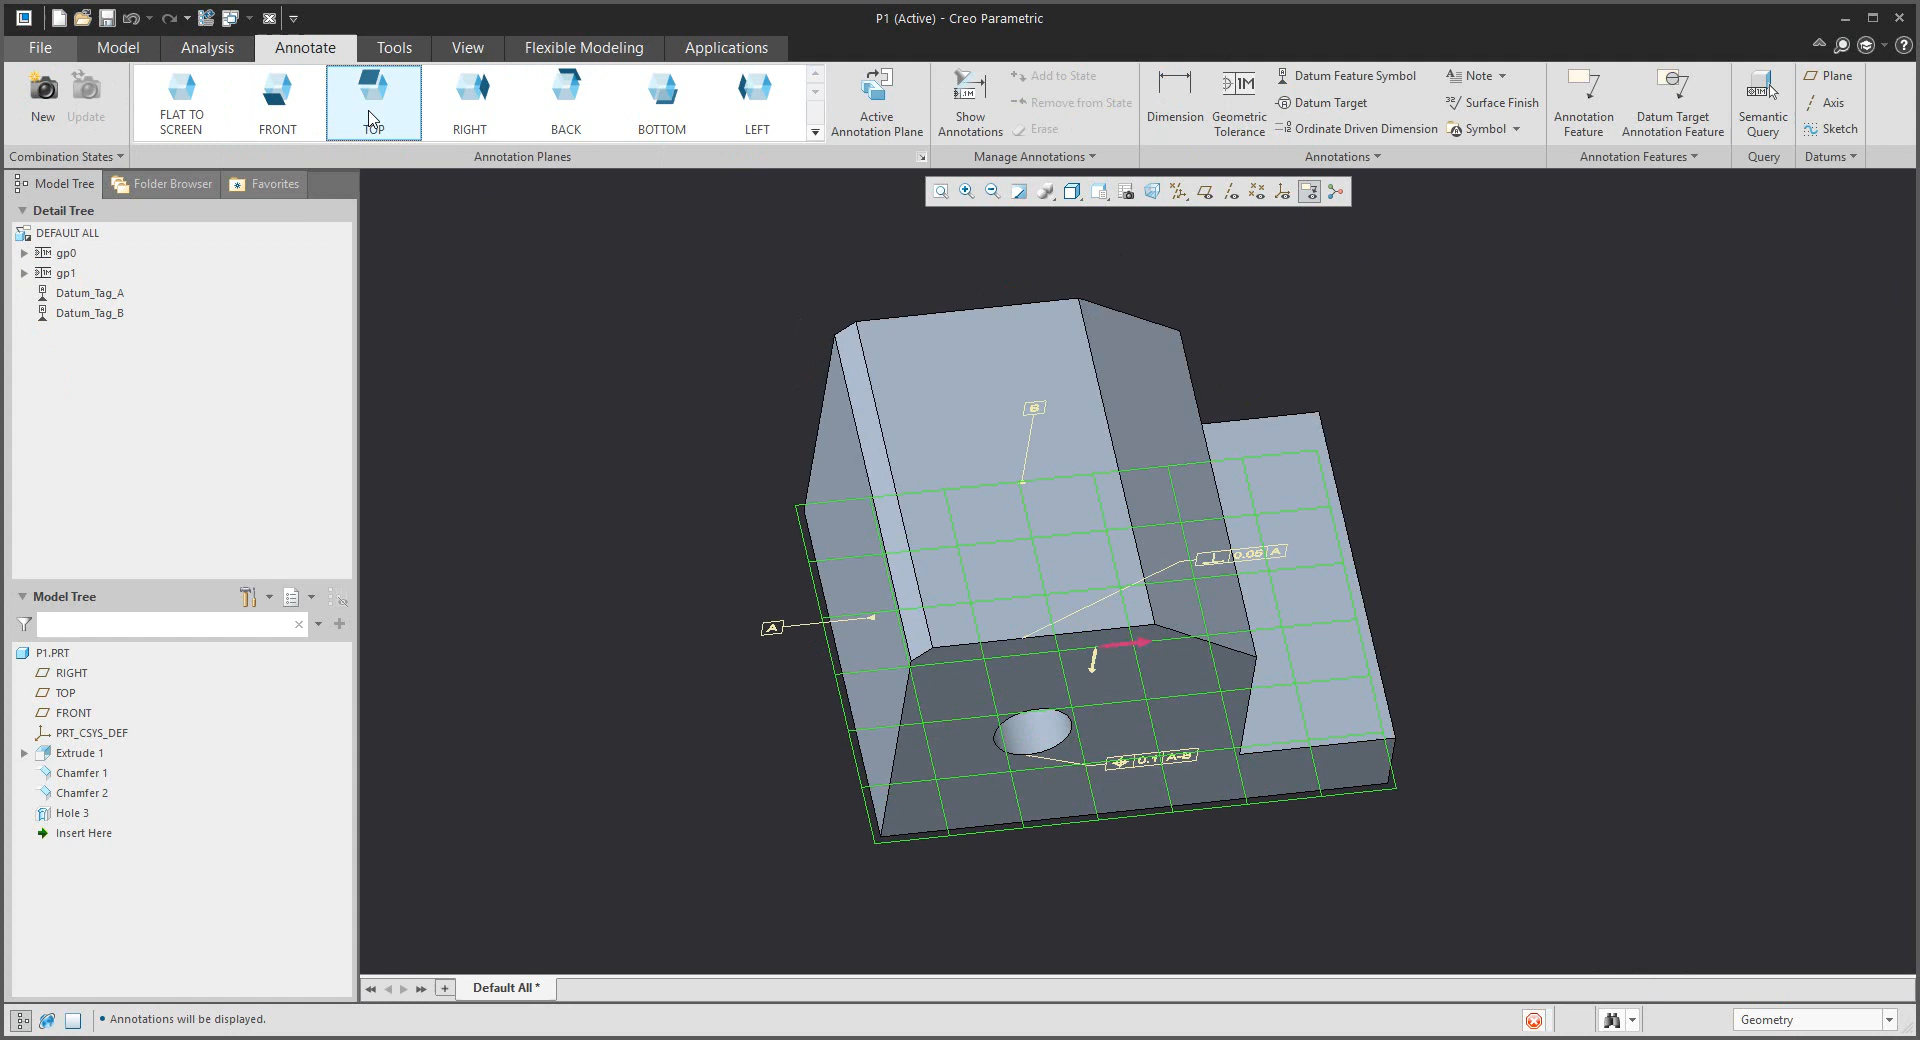 P1 (Active) - Creo Parametric
File Model Analysis Annotate Tools View Flexible Modeling Applications
New Update
Combination States
FLAT TO SCREEN FRONT TOP RIGHT BACK BOTTOM LEFT
Annotation Planes
Active Annotation Plane
Show Annotations
Add to State
Remove from State
Erase
Manage Annotations
Dimension
Geometric Tolerance
Datum Feature Symbol
Datum Target
Ordinate Driven Dimension
Note
Surface Finish
Symbol
Annotations
Annotation Feature
Datum Target Annotation Feature
Annotation Features
Semantic Query
Query
Plane
Axis
Sketch
Datums
Model Tree Folder Browser Favorites
Detail Tree
DEFAULT ALL
gp0
gp1
Datum_Tag_A
Datum_Tag_B
Model Tree
P1.PRT
RIGHT
TOP
FRONT
PRT_CSYS_DEF
Extrude 1
Chamfer 1
Chamfer 2
Hole 3
Insert Here
B
0.05 A
A
0.1 A-B
Default All *
Annotations will be displayed.
Geometry